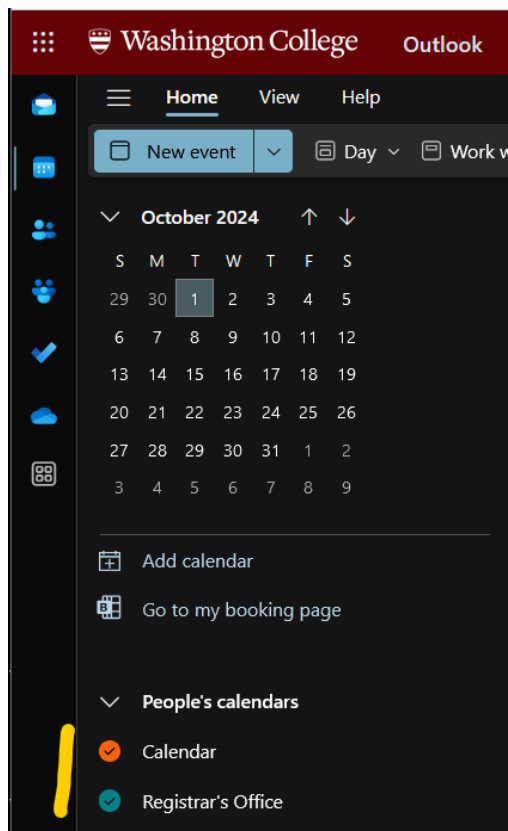 Washington College Outlook
Home View Help
New event Day Work w
October 2024
S M T W T F S
29 30 1 2 3 4 5
6 7 8 9 10 11 12
13 14 15 16 17 18 19
20 21 22 23 24 25 26
27 28 29 30 31 1 2
3 4 5 6 7 8 9
Add calendar
B Go to my booking page
People's calendars
Calendar
Registrar's Office